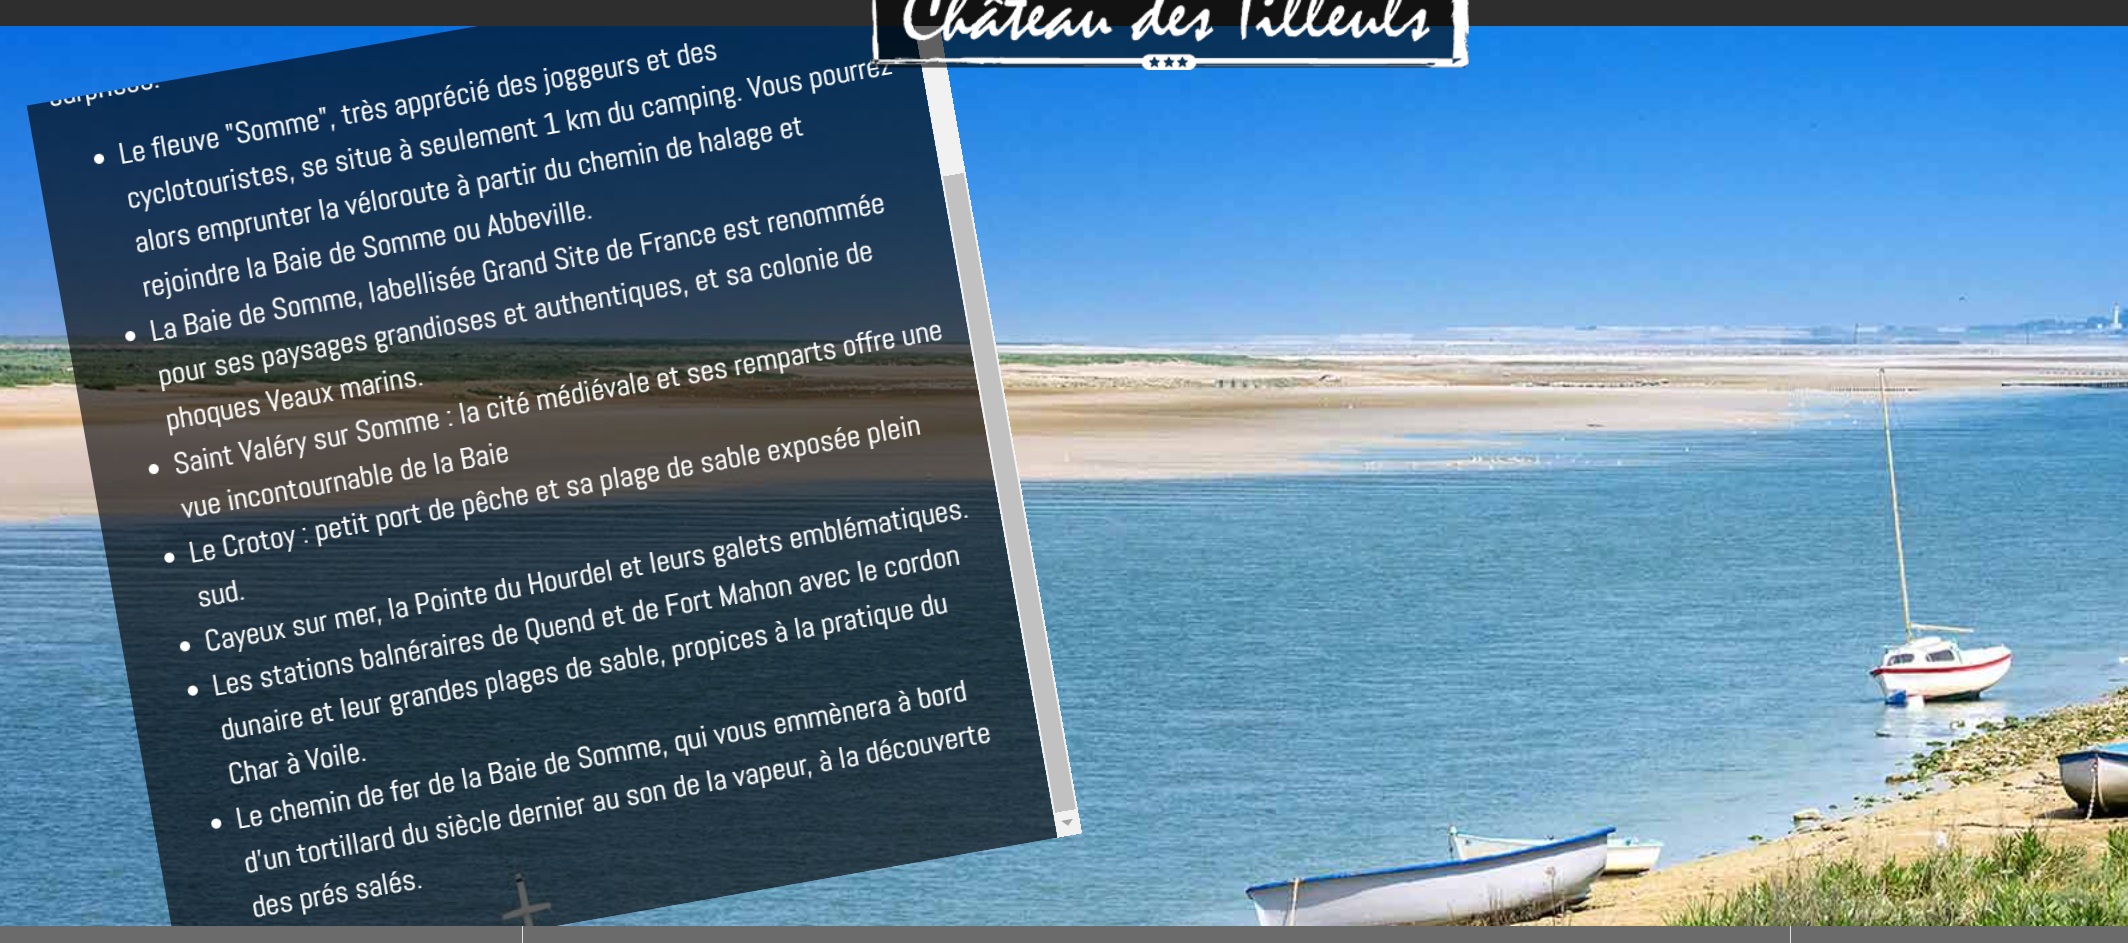 Château des Tilleuls
surprises.
Le fleuve "Somme", très apprécié des joggeurs et des
cyclotouristes, se situe à seulement 1 km du camping. Vous pourrez
alors emprunter la véloroute à partir du chemin de halage et
rejoindre la Baie de Somme ou Abbeville.
La Baie de Somme, labellisée Grand Site de France est renommée
pour ses paysages grandioses et authentiques, et sa colonie de
phoques Veaux marins.
Saint Valéry sur Somme : la cité médiévale et ses remparts offre une
vue incontournable de la Baie
Le Crotoy : petit port de pêche et sa plage de sable exposée plein
sud.
Cayeux sur mer, la Pointe du Hourdel et leurs galets emblématiques.
Les stations balnéraires de Quend et de Fort Mahon avec le cordon
dunaire et leur grandes plages de sable, propices à la pratique du
Char à Voile.
Le chemin de fer de la Baie de Somme, qui vous emmènera à bord
d'un tortillard du siècle dernier au son de la vapeur, à la découverte
des prés salés.